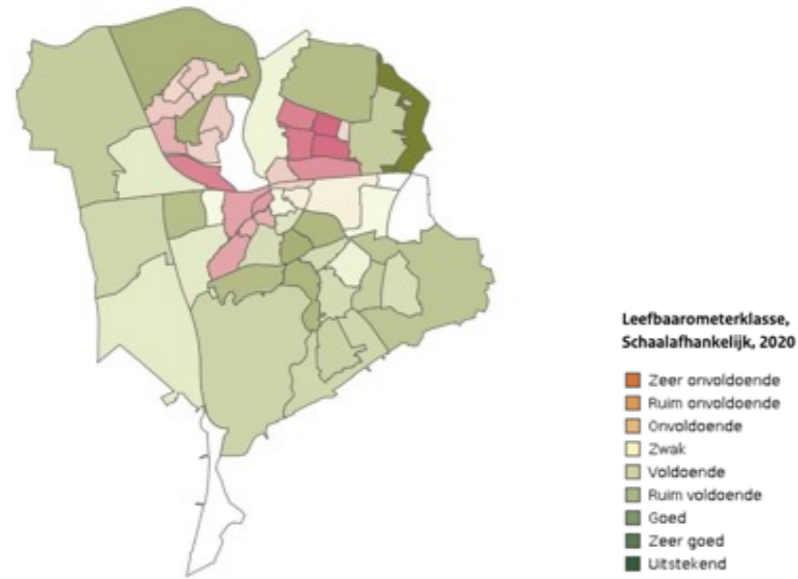 Leefbaarometerklasse,
Schaalafhankelijk, 2020
Zeer onvoldoende
Ruim onvoldoende
Onvoldoende
Zwak
Voldoende
Ruim voldoende
Goed
Zeer goed
Uitstekend